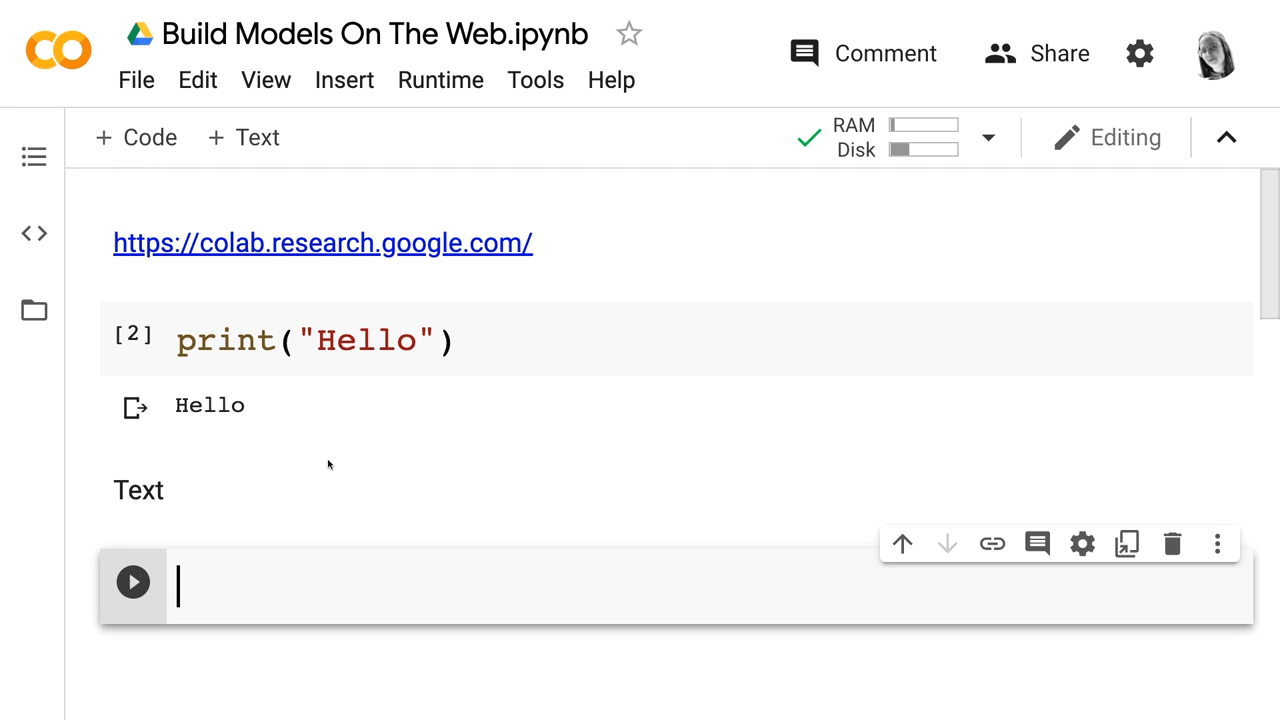 Build Models On The Web.ipynb
File Edit View Insert Runtime Tools Help
Comment Share
+ Code + Text
RAM
Disk
Editing
https://colab.research.google.com/
[2] print("Hello")
Hello
Text